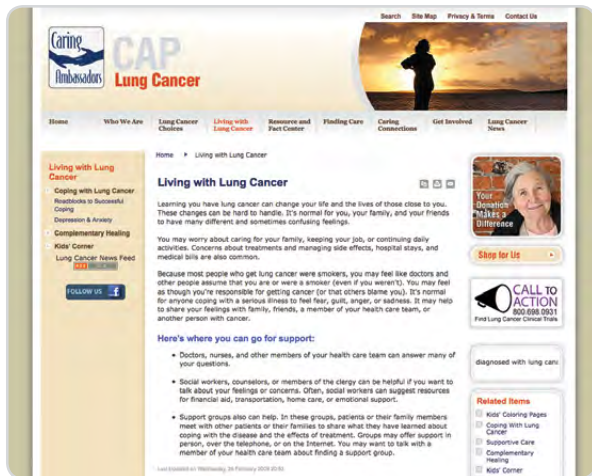 Search Site Map Privacy & Terms Contact Us
Caring
Ambassadors
CAP
Lung Cancer
Home
Who We Are
Lung Cancer
Choices
Living with
Lung Cancer
Resource and
Fact Center
Finding Care
Caring
Connections
Get Involved
Lung Cancer
News
Living with Lung
Cancer
Coping with Lung Cancer
Roadblocks to Successful
Coping
Depression & Anxiety
Complementary Healing
Kids' Corner
Lung Cancer News Feed
FOLLOW US f
Home Living with Lung Cancer
Living with Lung Cancer
Learning you have lung cancer can change your life and the lives of those close to you.
These changes can be hard to handle. It's normal for you, your family, and your friends
to have many different and sometimes confusing feelings.
You may worry about caring for your family, keeping your job, or continuing daily
activities. Concerns about treatments and managing side effects, hospital stays, and
medical bills are also common.
Because most people who get lung cancer were smokers, you may feel like doctors and
other people assume that you are or were a smoker (even if you weren't). You may feel
as though you're responsible for getting cancer (or that others blame you). It's normal
for anyone coping with a serious illness to feel fear, guilt, anger, or sadness. It may help
to share your feelings with family, friends, a member of your health care team, or
another person with cancer.
Here's where you can go for support:
• Doctors, nurses, and other members of your health care team can answer many of
your questions.
• Social workers, counselors, or members of the clergy can be helpful if you want to
talk about your feelings or concerns. Often, social workers can suggest resources
for financial aid, transportation, home care, or emotional support.
• Support groups also can help. In these groups, patients or their family members
meet with other patients or their families to share what they have learned about
coping with the disease and the effects of treatment. Groups may offer support in
person, over the telephone, or on the Internet. You may want to talk with a
member of your health care team about finding a support group.
Last Updated on Wednesday, February
Your
Donation
Makes a
Difference
Shop for Us
CALL TO
ACTION
800.698.0931
Find Lung Cancer Clinical Trials
diagnosed with lung canc
Related Items
Kids' Coloring Pages
Coping With Lung
Cancer
Supportive Care
Complementary
Healing
Kids' Corner